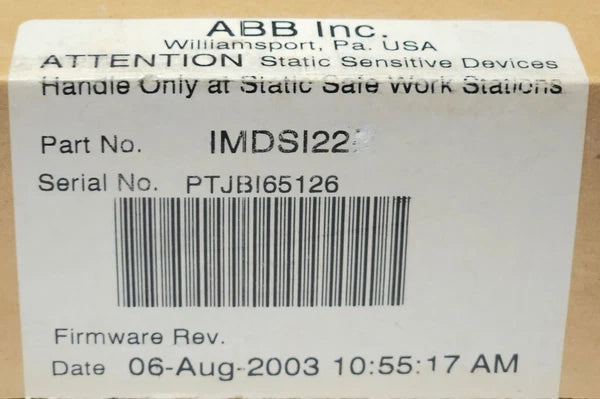 ABB Inc.
Williamsport, Pa. USA
ATTENTION Static Sensitive Devices
Handle Only at Static Safe Work Stations
Part No. IMDSI22
Serial No. PTJBI65126
Firmware Rev.
Date 06-Aug-2003 10:55:17 AM